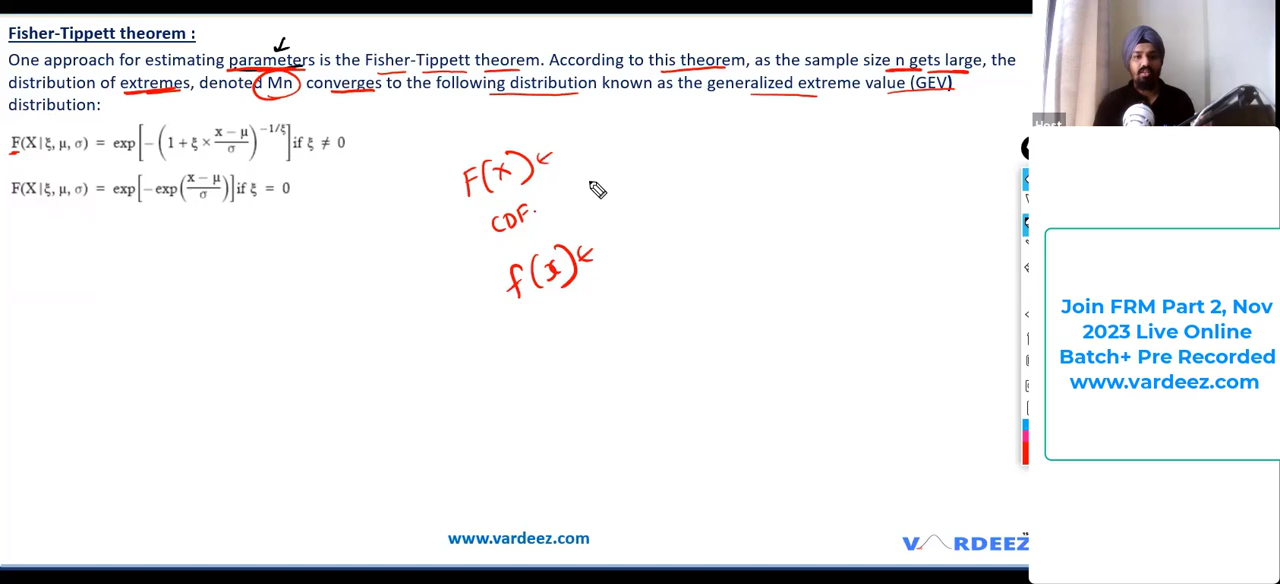 Fisher-Tippett theorem :
One approach for estimating parameters is the Fisher-Tippett theorem. According to this theorem, as the sample size n gets large, the
distribution of extremes, denoted Mn converges to the following distribution known as the generalized extreme value (GEV)
distribution:
F(X|ξ, μ, σ) = exp[−(1 + ξ × (x − μ)/σ)^(−1/ξ)] if ξ ≠ 0
F(X|ξ, μ, σ) = exp[−exp((x − μ)/σ)] if ξ = 0
F(x)
CDF.
f(x)
Host
Join FRM Part 2, Nov
2023 Live Online
Batch+ Pre Recorded
www.vardeez.com
www.vardeez.com
VARDEEZ